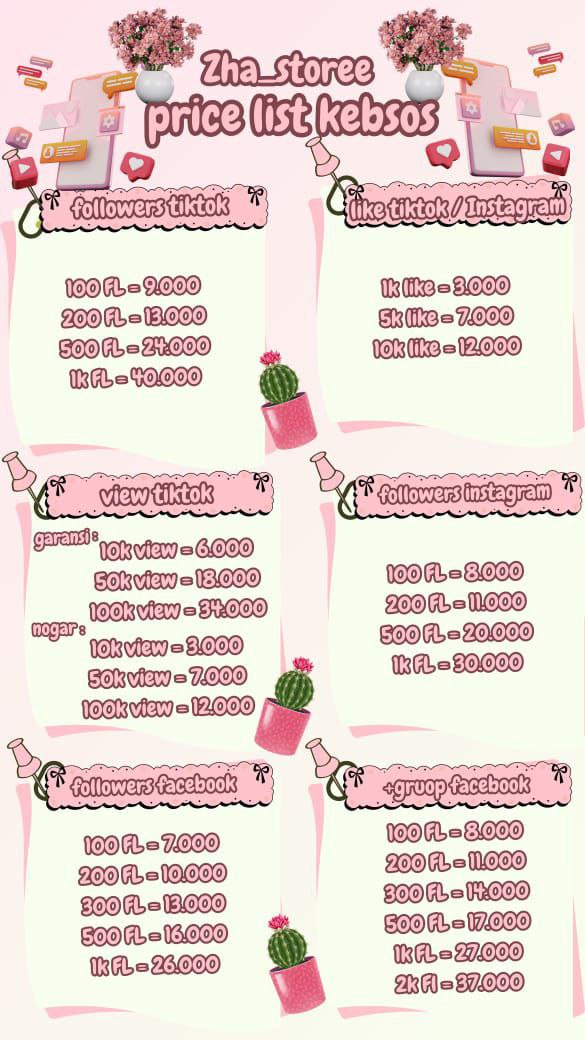 Zha_storee
price list kebsos
followers tiktok
100 FL = 9.000
200 FL = 13.000
500 FL = 24.000
1k FL = 40.000
like tiktok / Instagram
1k like = 3.000
5k like = 7.000
10k like = 12.000
view tiktok
garansi :
10k view = 6.000
50k view = 18.000
100k view = 34.000
nogar :
10k view = 3.000
50k view = 7.000
100k view = 12.000
followers instagram
100 FL = 8.000
200 FL = 11.000
500 FL = 20.000
1k FL = 30.000
followers facebook
100 FL = 7.000
200 FL = 10.000
300 FL = 13.000
500 FL = 16.000
1k FL = 26.000
+gruop facebook
100 FL = 8.000
200 FL = 11.000
300 FL = 14.000
500 FL = 17.000
1k FL = 27.000
2k Fl = 37.000